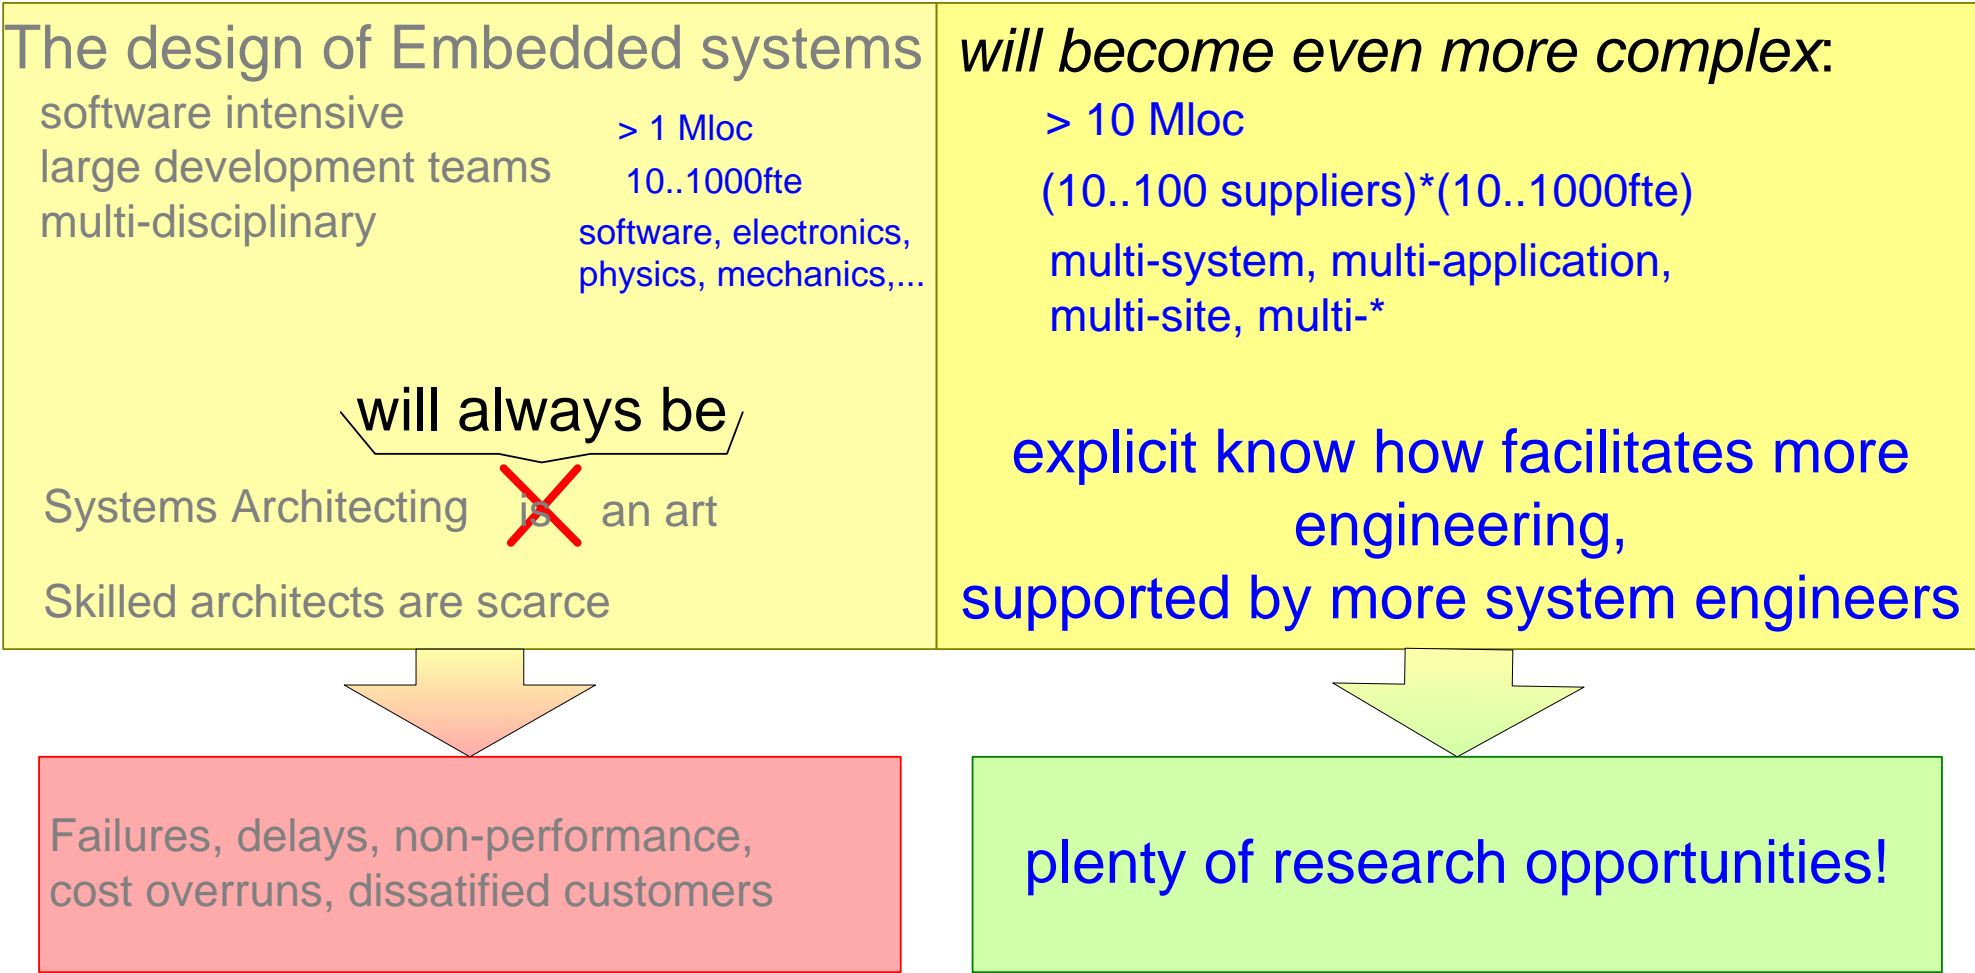 The design of Embedded systems
software intensive
large development teams
multi-disciplinary
> 1 Mloc
10..1000fte
software, electronics,
physics, mechanics,...
will always be
Systems Architecting is an art
Skilled architects are scarce
Failures, delays, non-performance,
cost overruns, dissatified customers
will become even more complex:
> 10 Mloc
(10..100 suppliers)*(10..1000fte)
multi-system, multi-application,
multi-site, multi-*
explicit know how facilitates more
engineering,
supported by more system engineers
plenty of research opportunities!